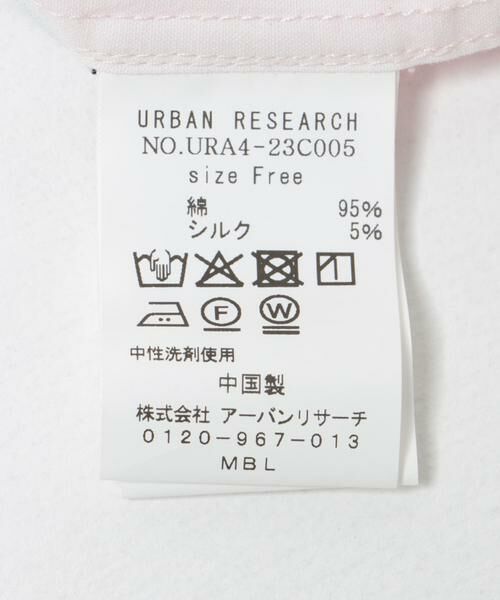 URBAN RESEARCH
NO.URA4-23C005
size Free
綿 95%
シルク 5%
F W
中性洗剤使用
中国製
株式会社 アーバンリサーチ
0120-967-013
MBL